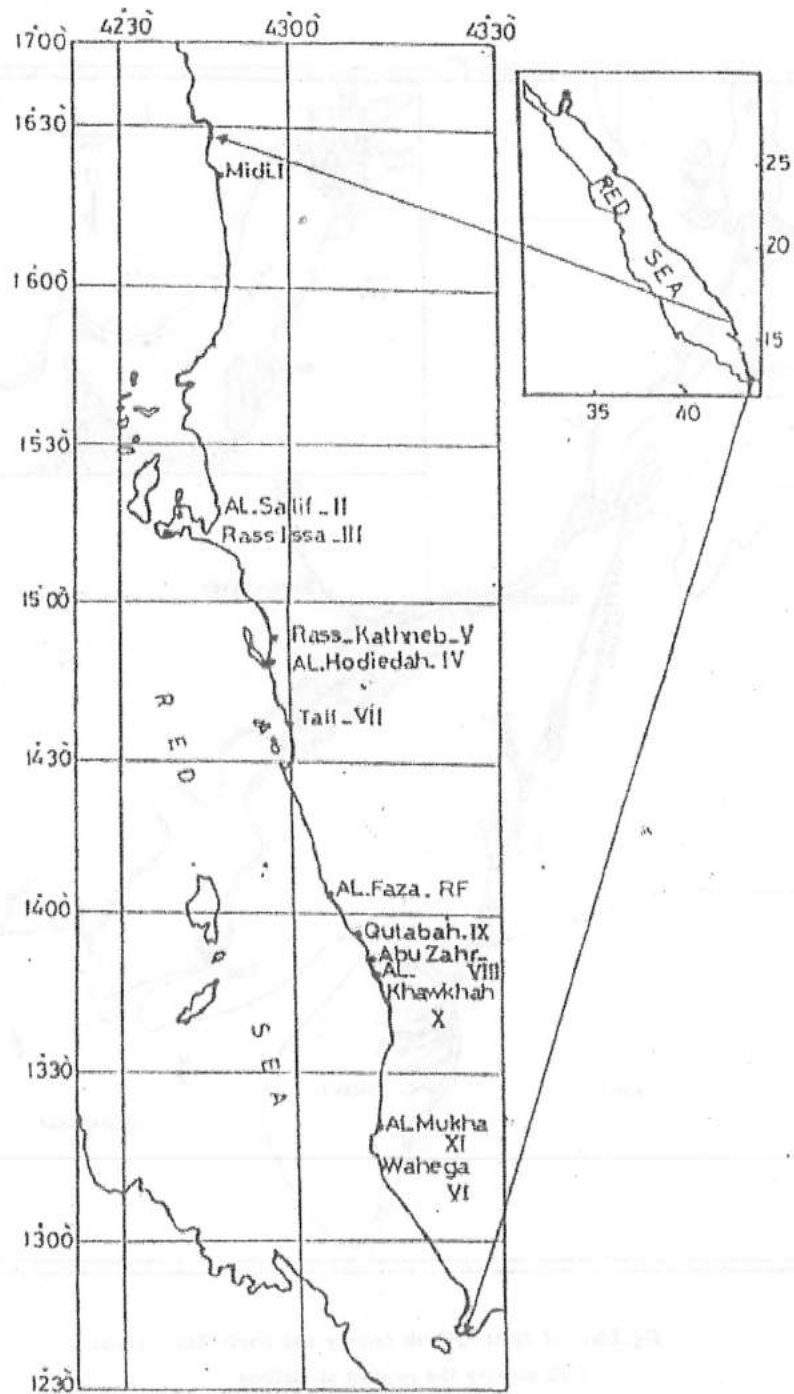 42°30' 43°00' 43°30'
17°00'
16°30'
Midi.I
16°00'
15°30'
AL.Salif_II
Rass Issa_III
15°00'
Rass_Kathneb_V
AL.Hodiedah.IV
Taif_VII
14°30'
AL.Faza.RF
14°00'
Qutabah.IX
Abu Zahr_
VIII
AL.
Khawkhah
X
13°30'
AL.Mukha
XI
Wahega
VI
13°00'
12°30'
RED
SEA
RED
SEA
25
20
15
35 40